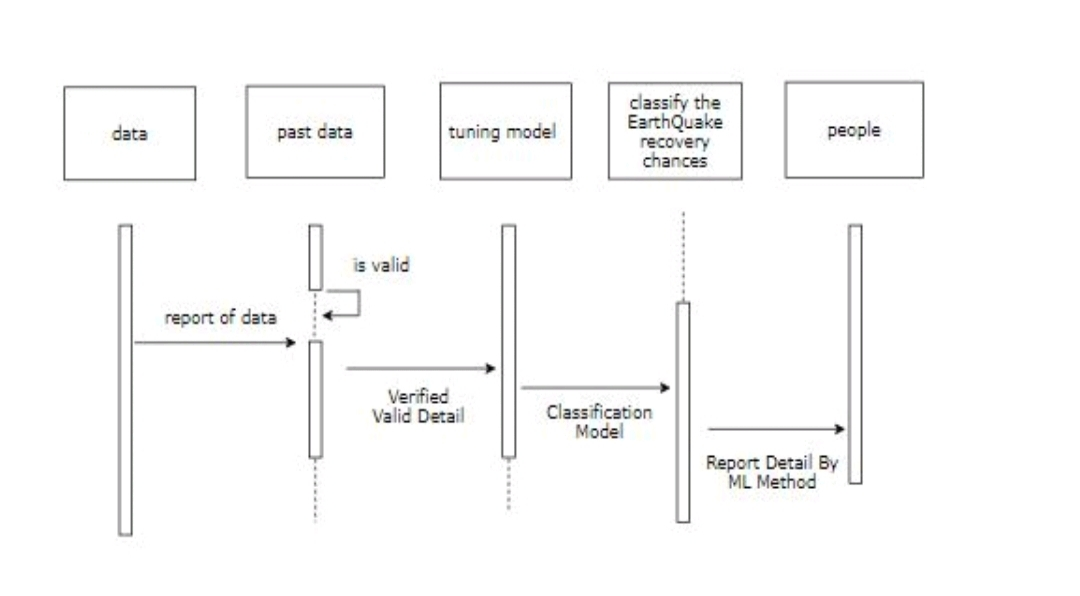 data
past data
tuning model
classify the
EarthQuake
recovery
chances
people
is valid
report of data
Verified
Valid Detail
Classification
Model
Report Detail By
ML Method